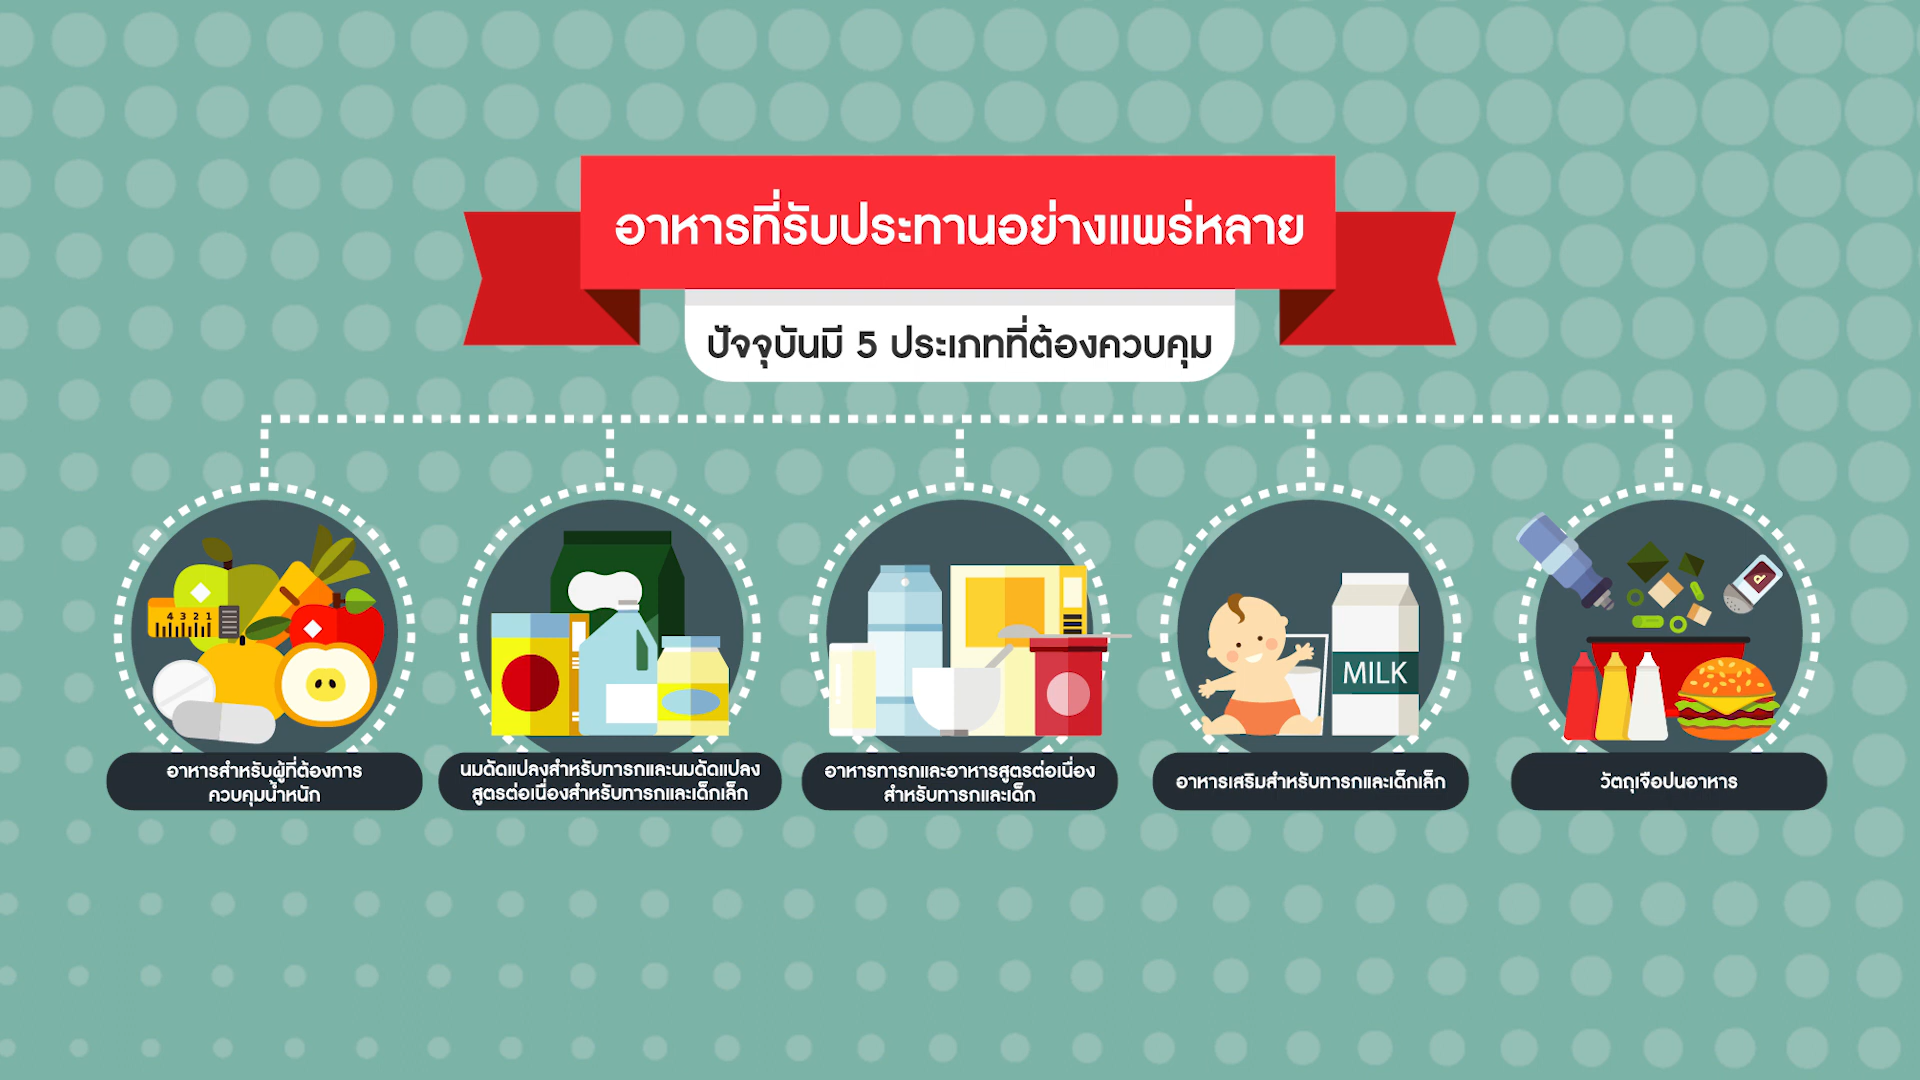 อาหารที่รับประทานอย่างแพร่หลาย
ปัจจุบันมี 5 ประเภทที่ต้องควบคุม
4 3 2 1
MILK
อาหารสำหรับผู้ที่ต้องการ
ควบคุมน้ำหนัก
นมดัดแปลงสำหรับทารกและนมดัดแปลง
สูตรต่อเนื่องสำหรับทารกและเด็กเล็ก
อาหารทารกและอาหารสูตรต่อเนื่อง
สำหรับทารกและเด็ก
อาหารเสริมสำหรับทารกและเด็กเล็ก
วัตถุเจือปนอาหาร